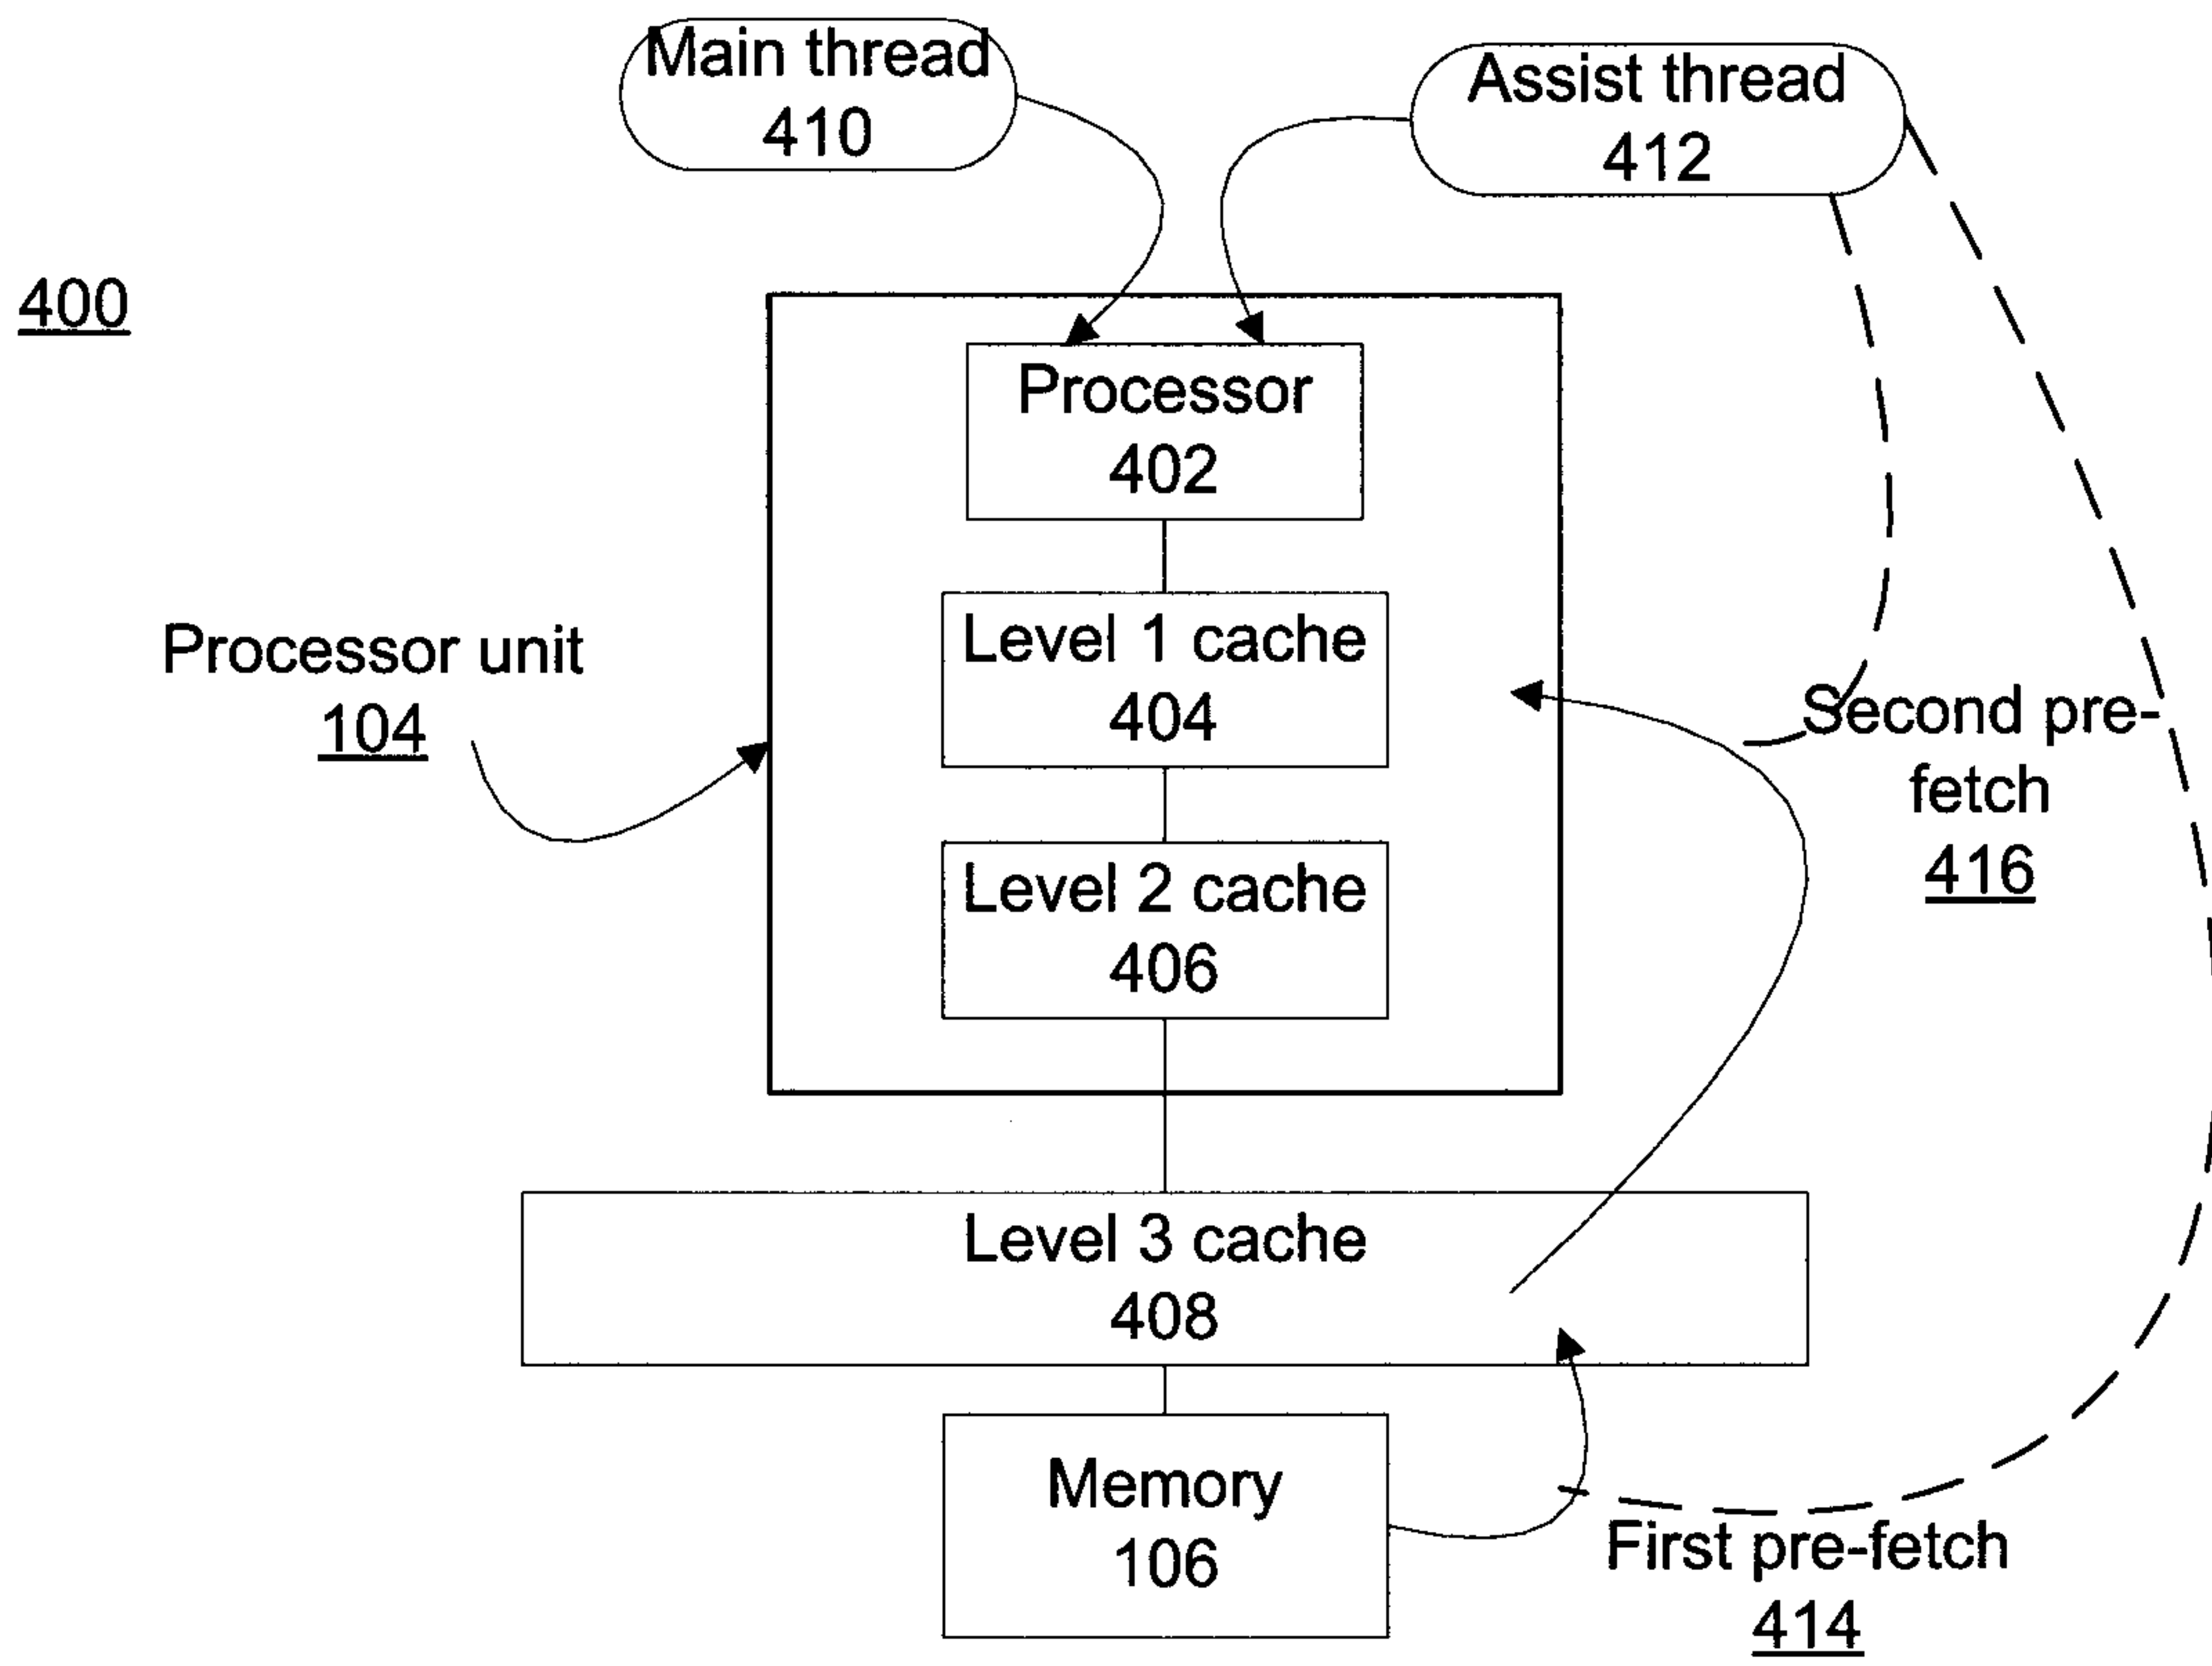 Main thread
410
Assist thread
412
400
Processor
402
Processor unit
104
Level 1 cache
404
Second pre-
fetch
416
Level 2 cache
406
Level 3 cache
408
Memory
106
First pre-fetch
414